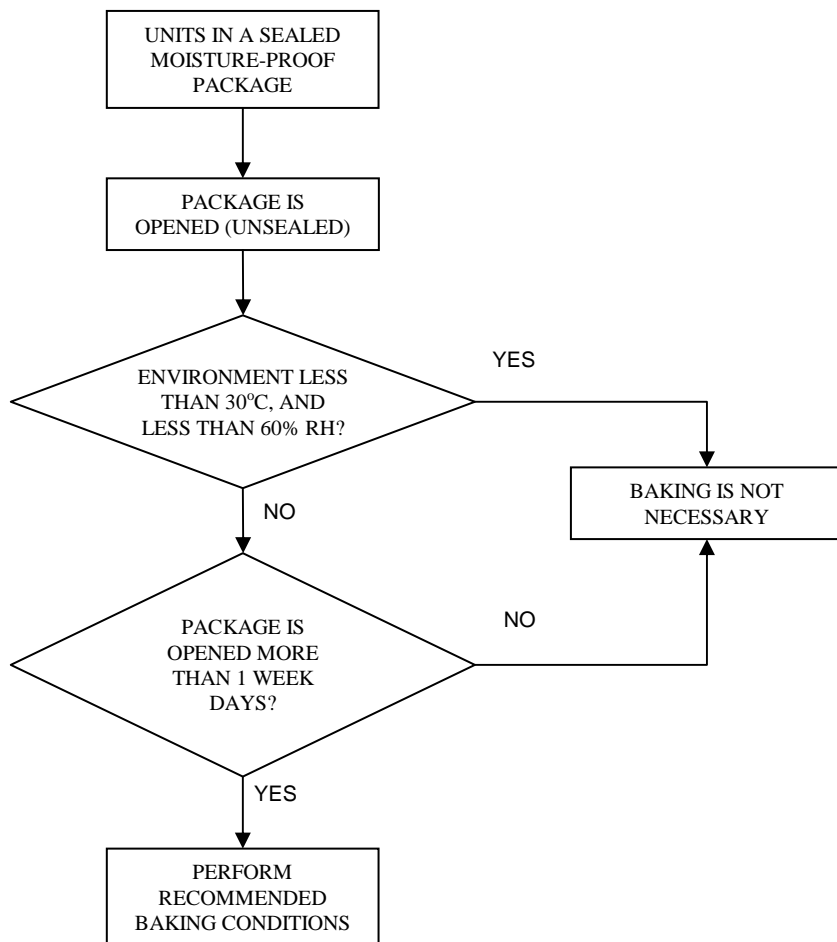 UNITS IN A SEALED
MOISTURE-PROOF
PACKAGE
PACKAGE IS
OPENED (UNSEALED)
ENVIRONMENT LESS
THAN 30°C, AND
LESS THAN 60% RH?
YES
BAKING IS NOT
NECESSARY
NO
PACKAGE IS
OPENED MORE
THAN 1 WEEK
DAYS?
NO
YES
PERFORM
RECOMMENDED
BAKING CONDITIONS